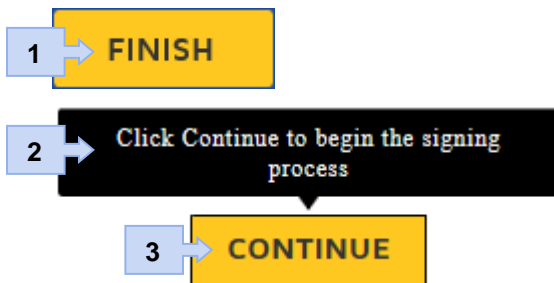 1 FINISH
2 Click Continue to begin the signing
process
3 CONTINUE